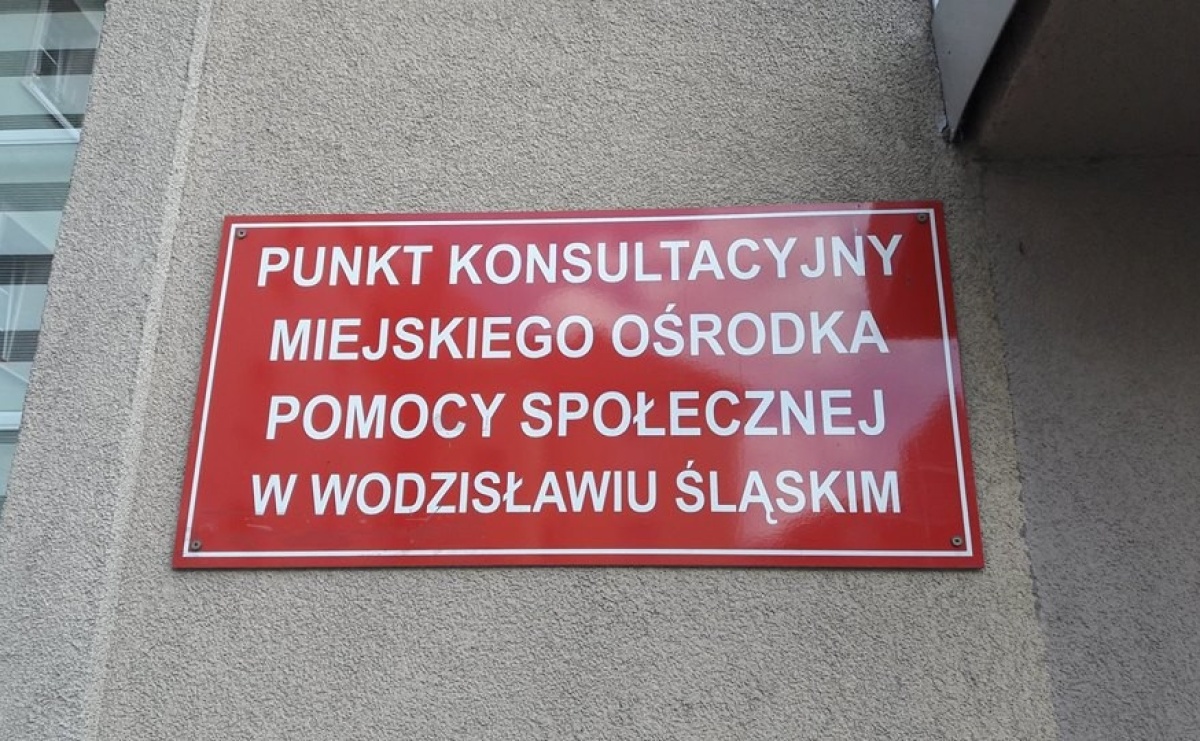 PUNKT KONSULTACYJNY
MIEJSKIEGO OŚRODKA
POMOCY SPOŁECZNEJ
W WODZISŁAWIU ŚLĄSKIM